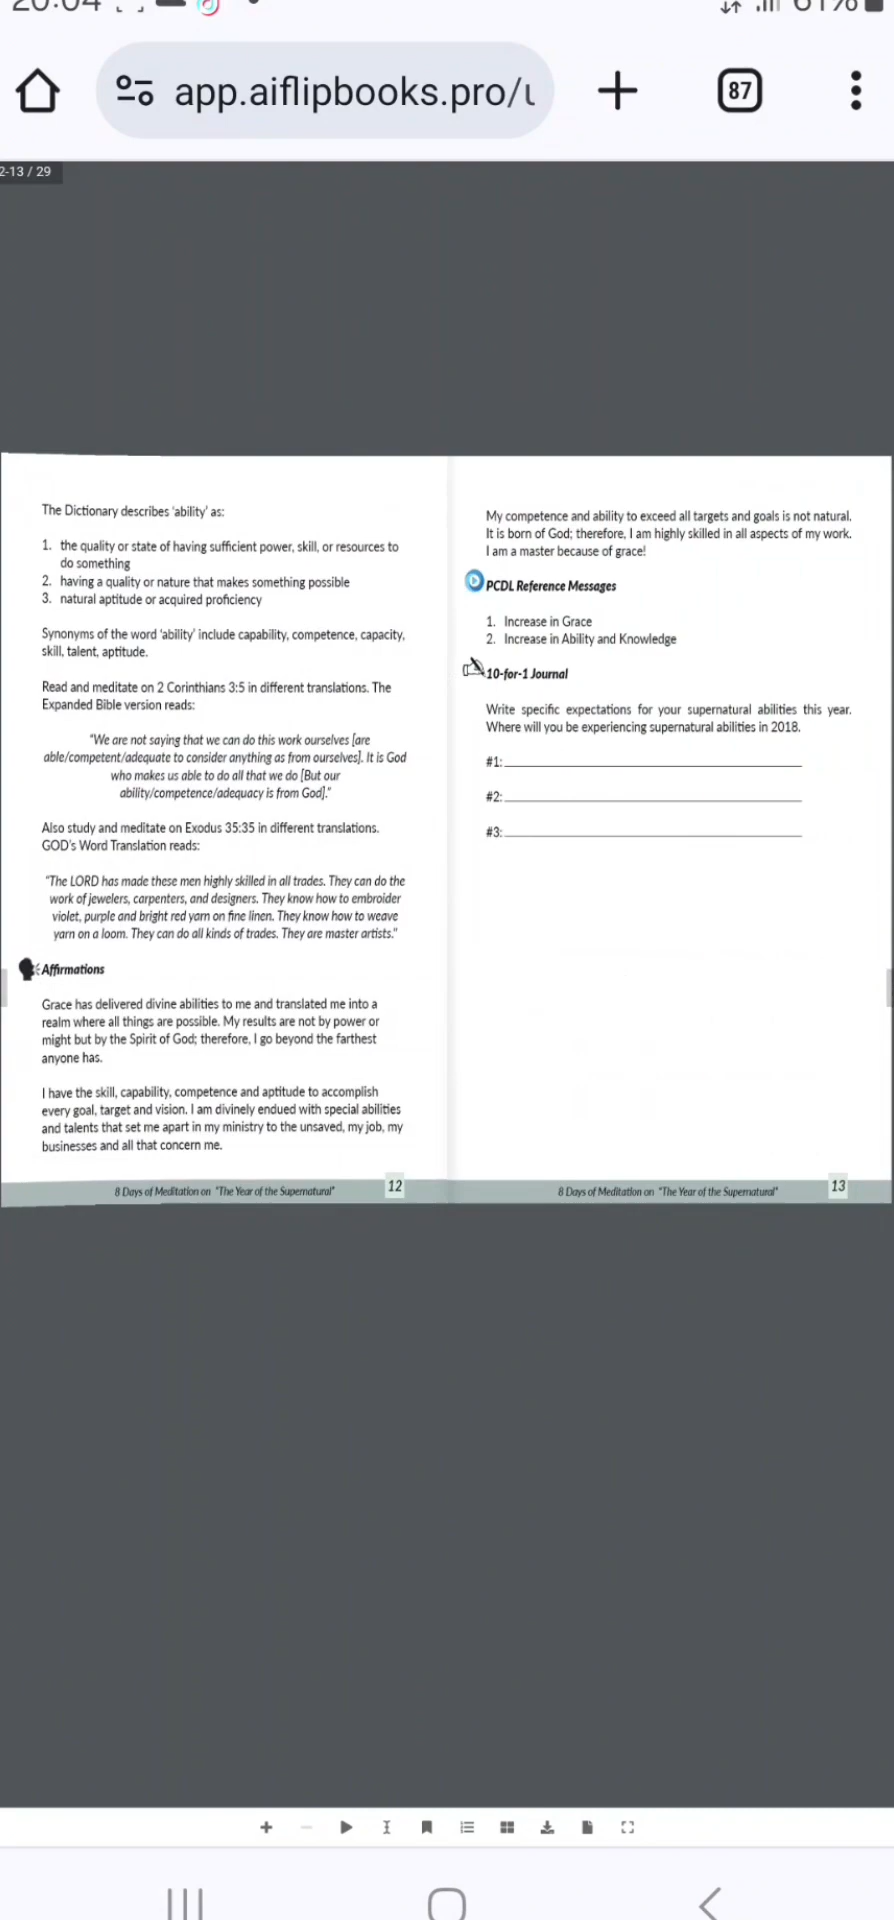 app.aiflipbooks.pro/u
87
2-13 / 29
The Dictionary describes 'ability' as:
1. the quality or state of having sufficient power, skill, or resources to
do something
2. having a quality or nature that makes something possible
3. natural aptitude or acquired proficiency
Synonyms of the word 'ability' include capability, competence, capacity,
skill, talent, aptitude.
Read and meditate on 2 Corinthians 3:5 in different translations. The
Expanded Bible version reads:
"We are not saying that we can do this work ourselves [are
able/competent/adequate to consider anything as from ourselves]. It is God
who makes us able to do all that we do [But our
ability/competence/adequacy is from God]."
Also study and meditate on Exodus 35:35 in different translations.
GOD's Word Translation reads:
"The LORD has made these men highly skilled in all trades. They can do the
work of jewelers, carpenters, and designers. They know how to embroider
violet, purple and bright red yarn on fine linen. They know how to weave
yarn on a loom. They can do all kinds of trades. They are master artists."
Affirmations
Grace has delivered divine abilities to me and translated me into a
realm where all things are possible. My results are not by power or
might but by the Spirit of God; therefore, I go beyond the farthest
anyone has.
I have the skill, capability, competence and aptitude to accomplish
every goal, target and vision. I am divinely endued with special abilities
and talents that set me apart in my ministry to the unsaved, my job, my
businesses and all that concern me.
8 Days of Meditation on "The Year of the Supernatural"
12
My competence and ability to exceed all targets and goals is not natural.
It is born of God; therefore, I am highly skilled in all aspects of my work.
I am a master because of grace!
PCDL Reference Messages
1. Increase in Grace
2. Increase in Ability and Knowledge
10-for-1 Journal
Write specific expectations for your supernatural abilities this year.
Where will you be experiencing supernatural abilities in 2018.
#1:
#2:
#3:
8 Days of Meditation on "The Year of the Supernatural"
13